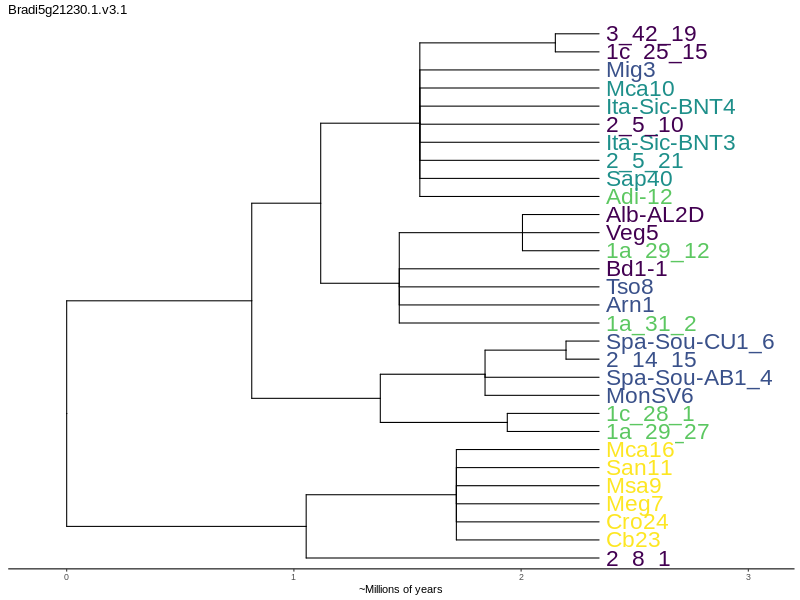 Bradi5g21230.1.v3.1
3_42_19
1c_25_15
Mig3
Mca10
Ita-Sic-BNT4
2_5_10
Ita-Sic-BNT3
2_5_21
Sap40
Adi-12
Alb-AL2D
Veg5
1a_29_12
Bd1-1
Tso8
Arn1
1a_31_2
Spa-Sou-CU1_6
2_14_15
Spa-Sou-AB1_4
MonSV6
1c_28_1
1a_29_27
Mca16
San11
Msa9
Meg7
Cro24
Cb23
2_8_1
0 1 2 3
~Millions of years